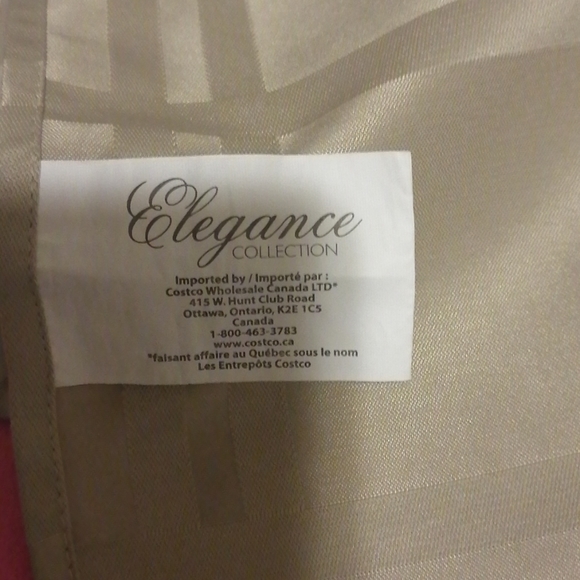 Elegance
COLLECTION
Imported by / Importé par :
Costco Wholesale Canada LTD*
415 W. Hunt Club Road
Ottawa, Ontario, K2E 1C5
Canada
1-800-463-3783
www.costco.ca
*faisant affaire au Québec sous le nom
Les Entrepôts Costco